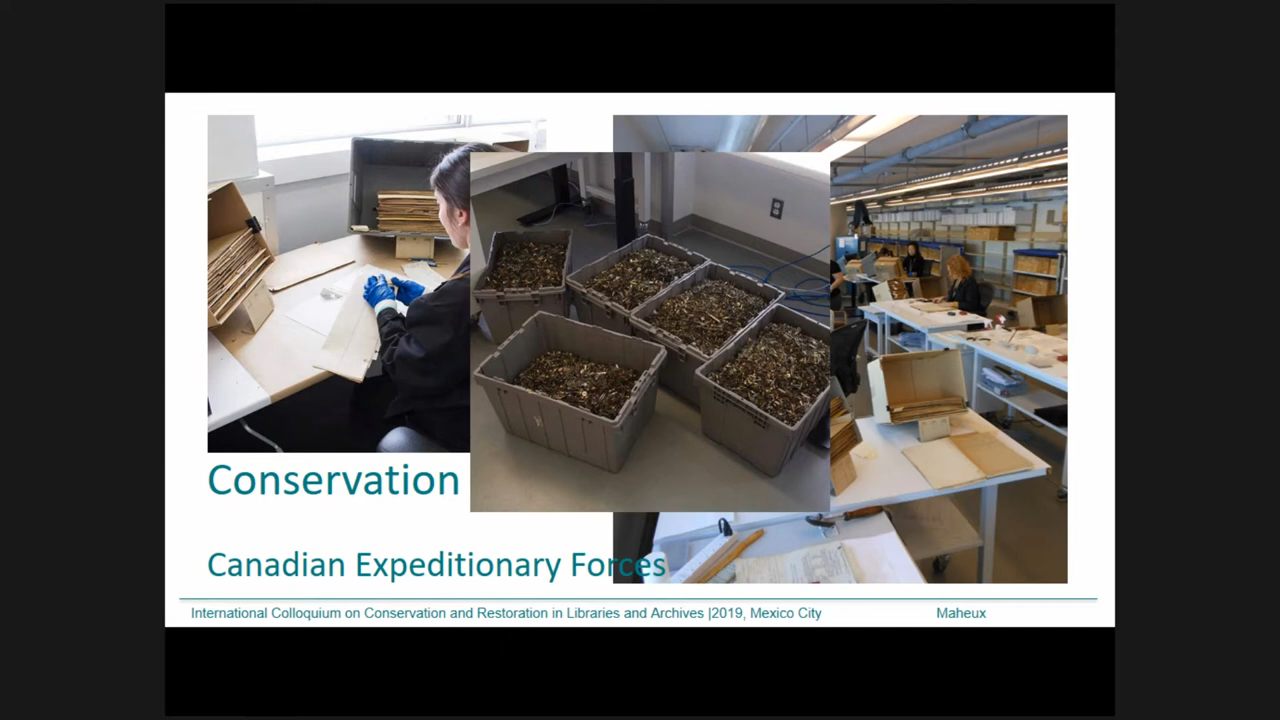 Conservation
Canadian Expeditionary Forces
International Colloquium on Conservation and Restoration in Libraries and Archives |2019, Mexico City Maheux